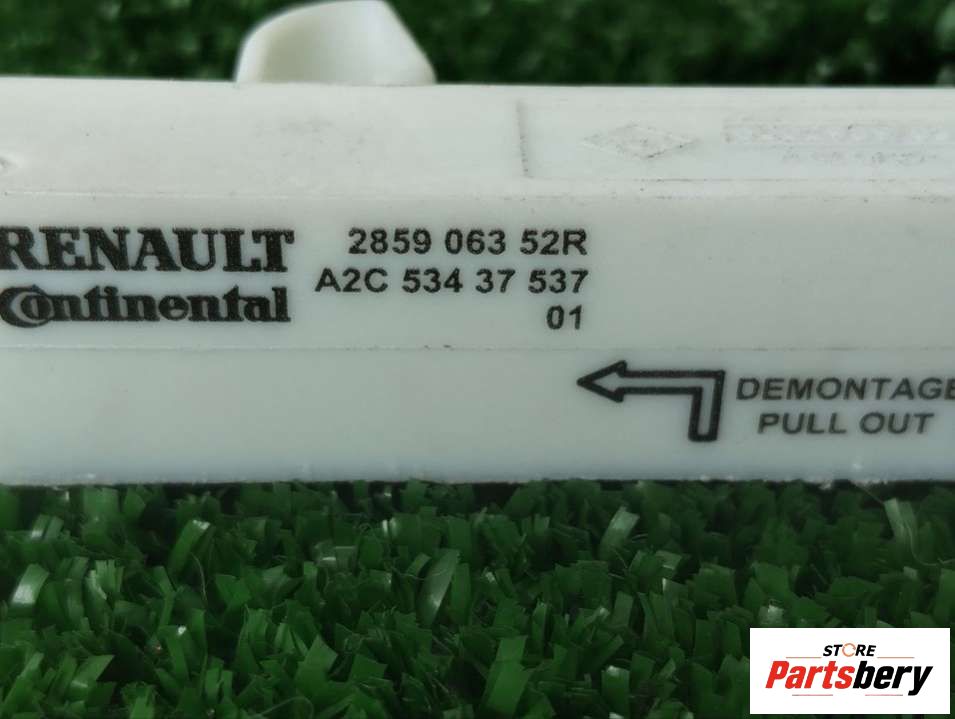 RENAULT
Continental
2859 063 52R
A2C 534 37 537
01
DEMONTAGE
PULL OUT
STORE
Partsbery